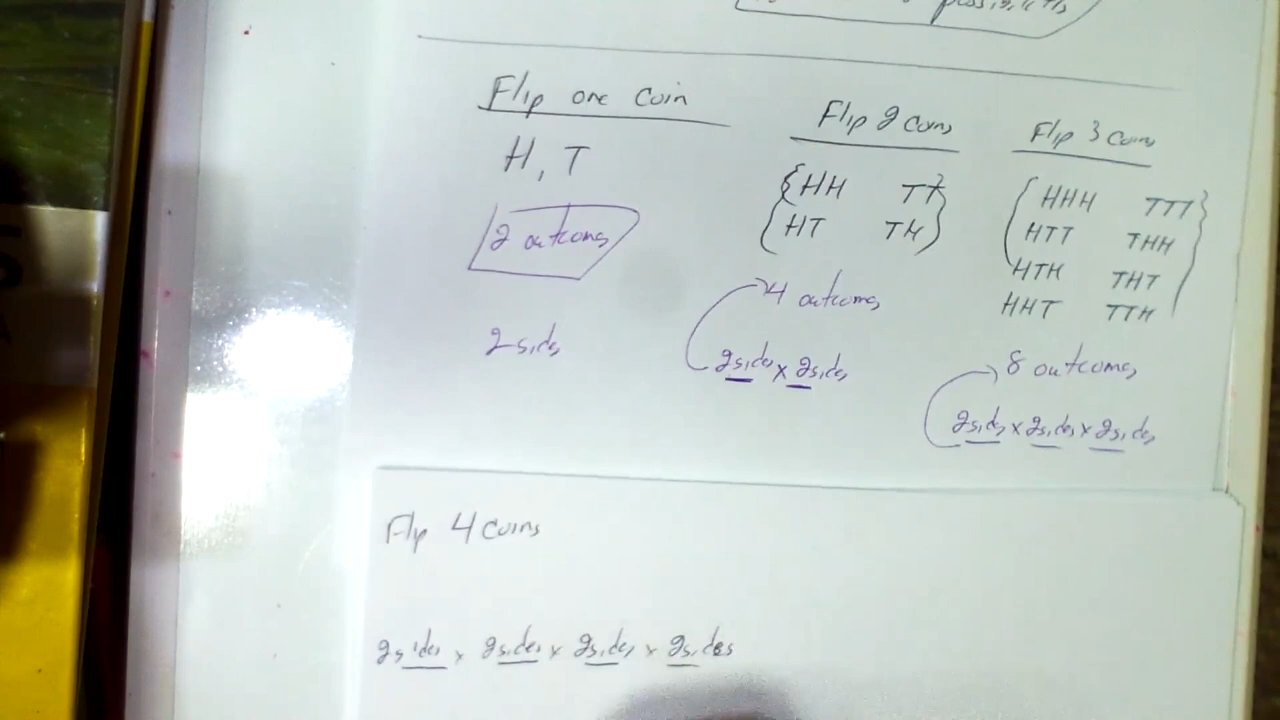 Flip one coin
H, T
2 outcomes
2 sides
Flip 2 coins
{HH TT}
HT TH
4 outcomes
2 sides x 2 sides
Flip 3 coins
HHH TTT
HTT THH
HTH THT
HHT TTH
8 outcomes
2 sides x 2 sides x 2 sides
Flip 4 coins
2 sides x 2 sides x 2 sides x 2 sides